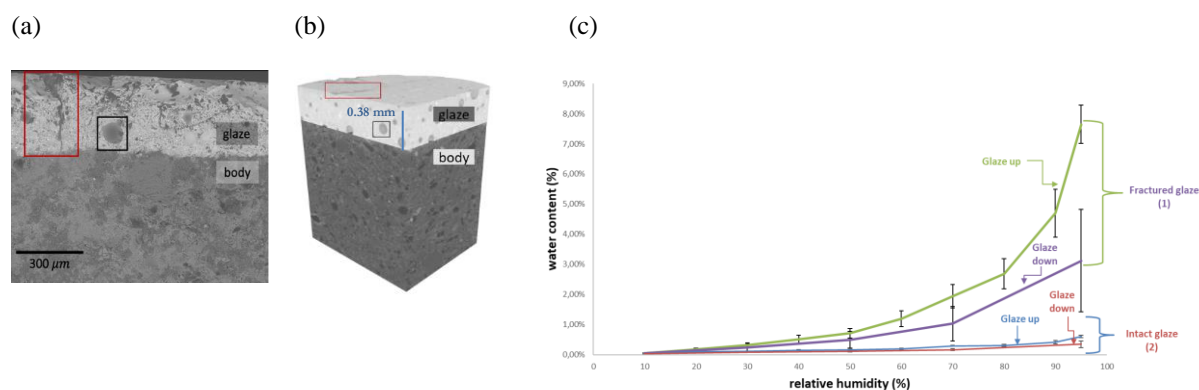 (a)
(b)
(c)
glaze
body
300 μm
0.38 mm
glaze
body
9,00%
8,00%
7,00%
6,00%
5,00%
4,00%
3,00%
2,00%
1,00%
0,00%
water content (%)
0 10 20 30 40 50 60 70 80 90 100
relative humidity (%)
Glaze up
Glaze
down
Glaze up
Glaze
down
Fractured glaze
(1)
Intact glaze
(2)